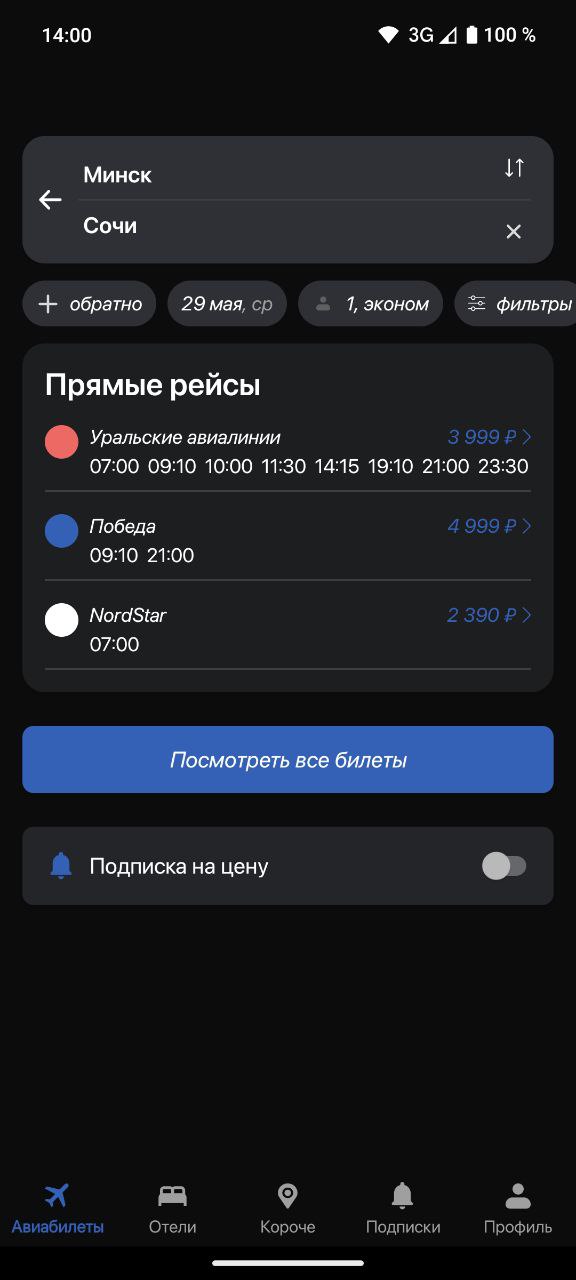 14:00 3G 100 %
Минск
Сочи
обратно 29 мая, ср 1, эконом фильтры
Прямые рейсы
Уральские авиалинии 3 999 ₽
07:00 09:10 10:00 11:30 14:15 19:10 21:00 23:30
Победа 4 999 ₽
09:10 21:00
NordStar 2 390 ₽
07:00
Посмотреть все билеты
Подписка на цену
Авиабилеты Отели Короче Подписки Профиль